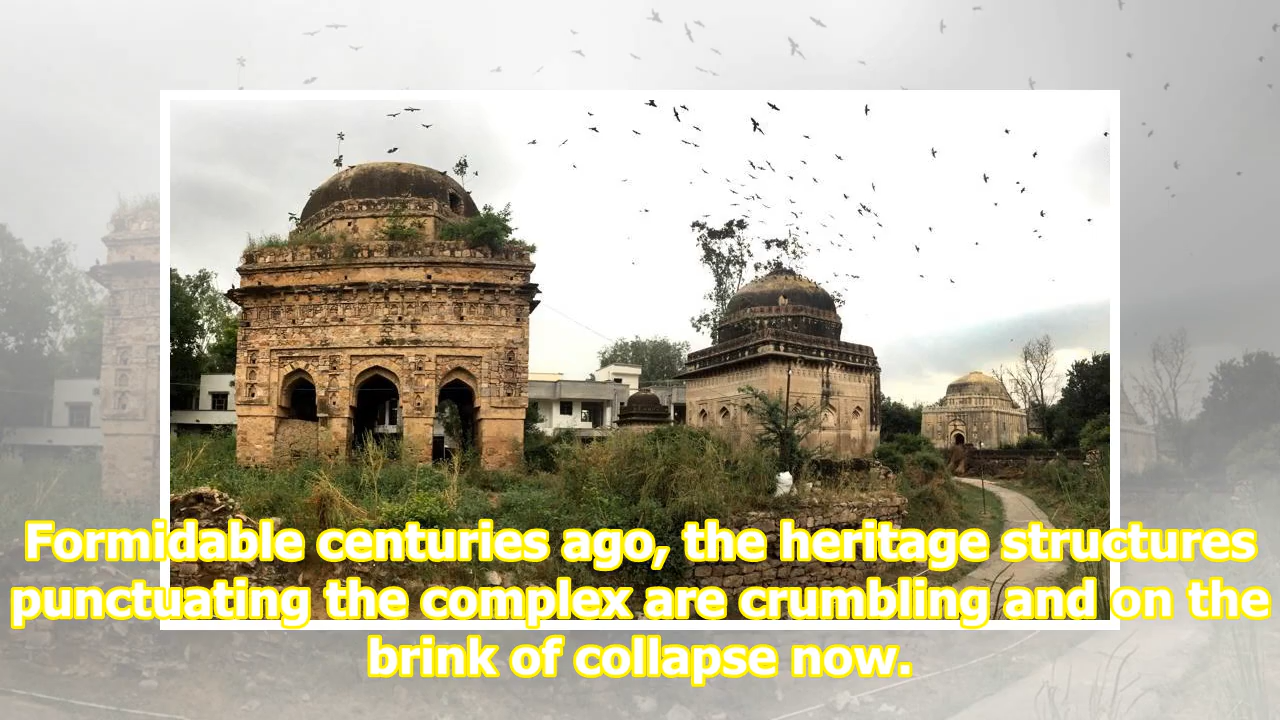 Formidable centuries ago, the heritage structures
punctuating the complex are crumbling and on the
brink of collapse now.